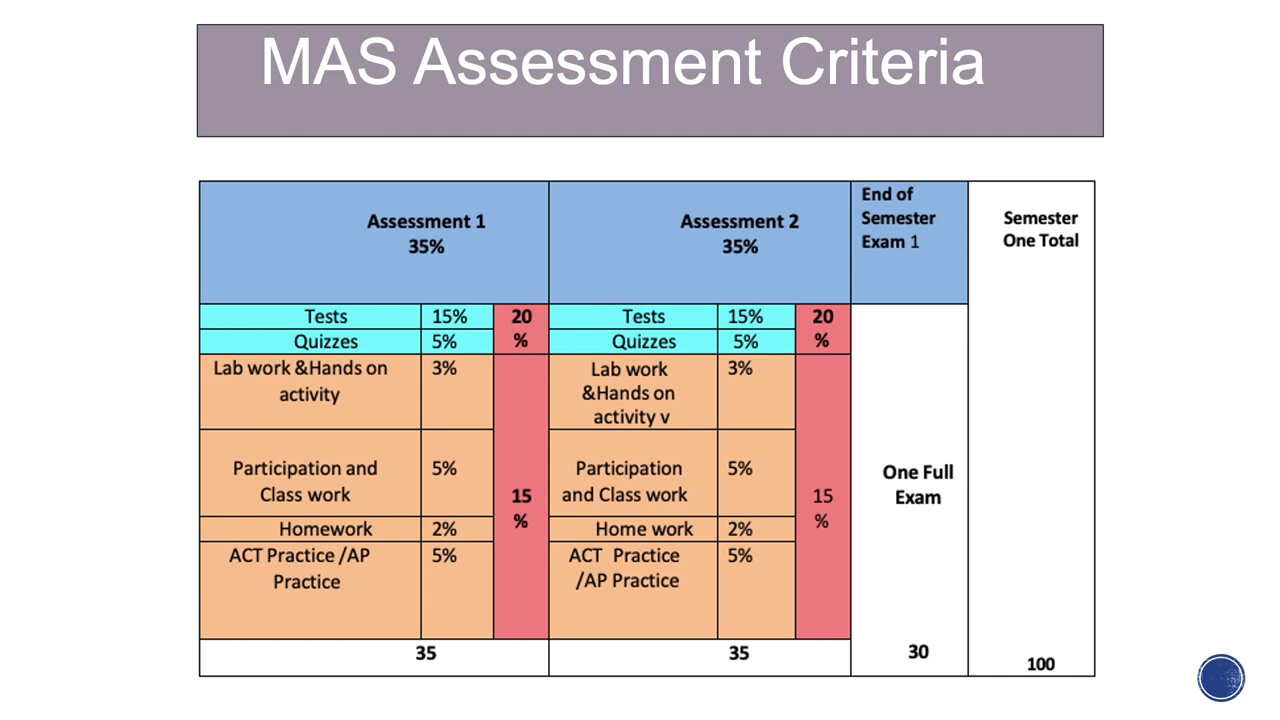 MAS Assessment Criteria
Assessment 1
35%
Assessment 2
35%
End of
Semester
Exam 1
Semester
One Total
Tests
15%
20
%
Tests
15%
20
%
Quizzes
5%
Quizzes
5%
Lab work &Hands on
activity
3%
Lab work
&Hands on
activity v
3%
Participation and
Class work
5%
15
%
Participation
and Class work
5%
15
%
One Full
Exam
Homework
2%
Home work
2%
ACT Practice /AP
Practice
5%
ACT Practice
/AP Practice
5%
35
35
30
100